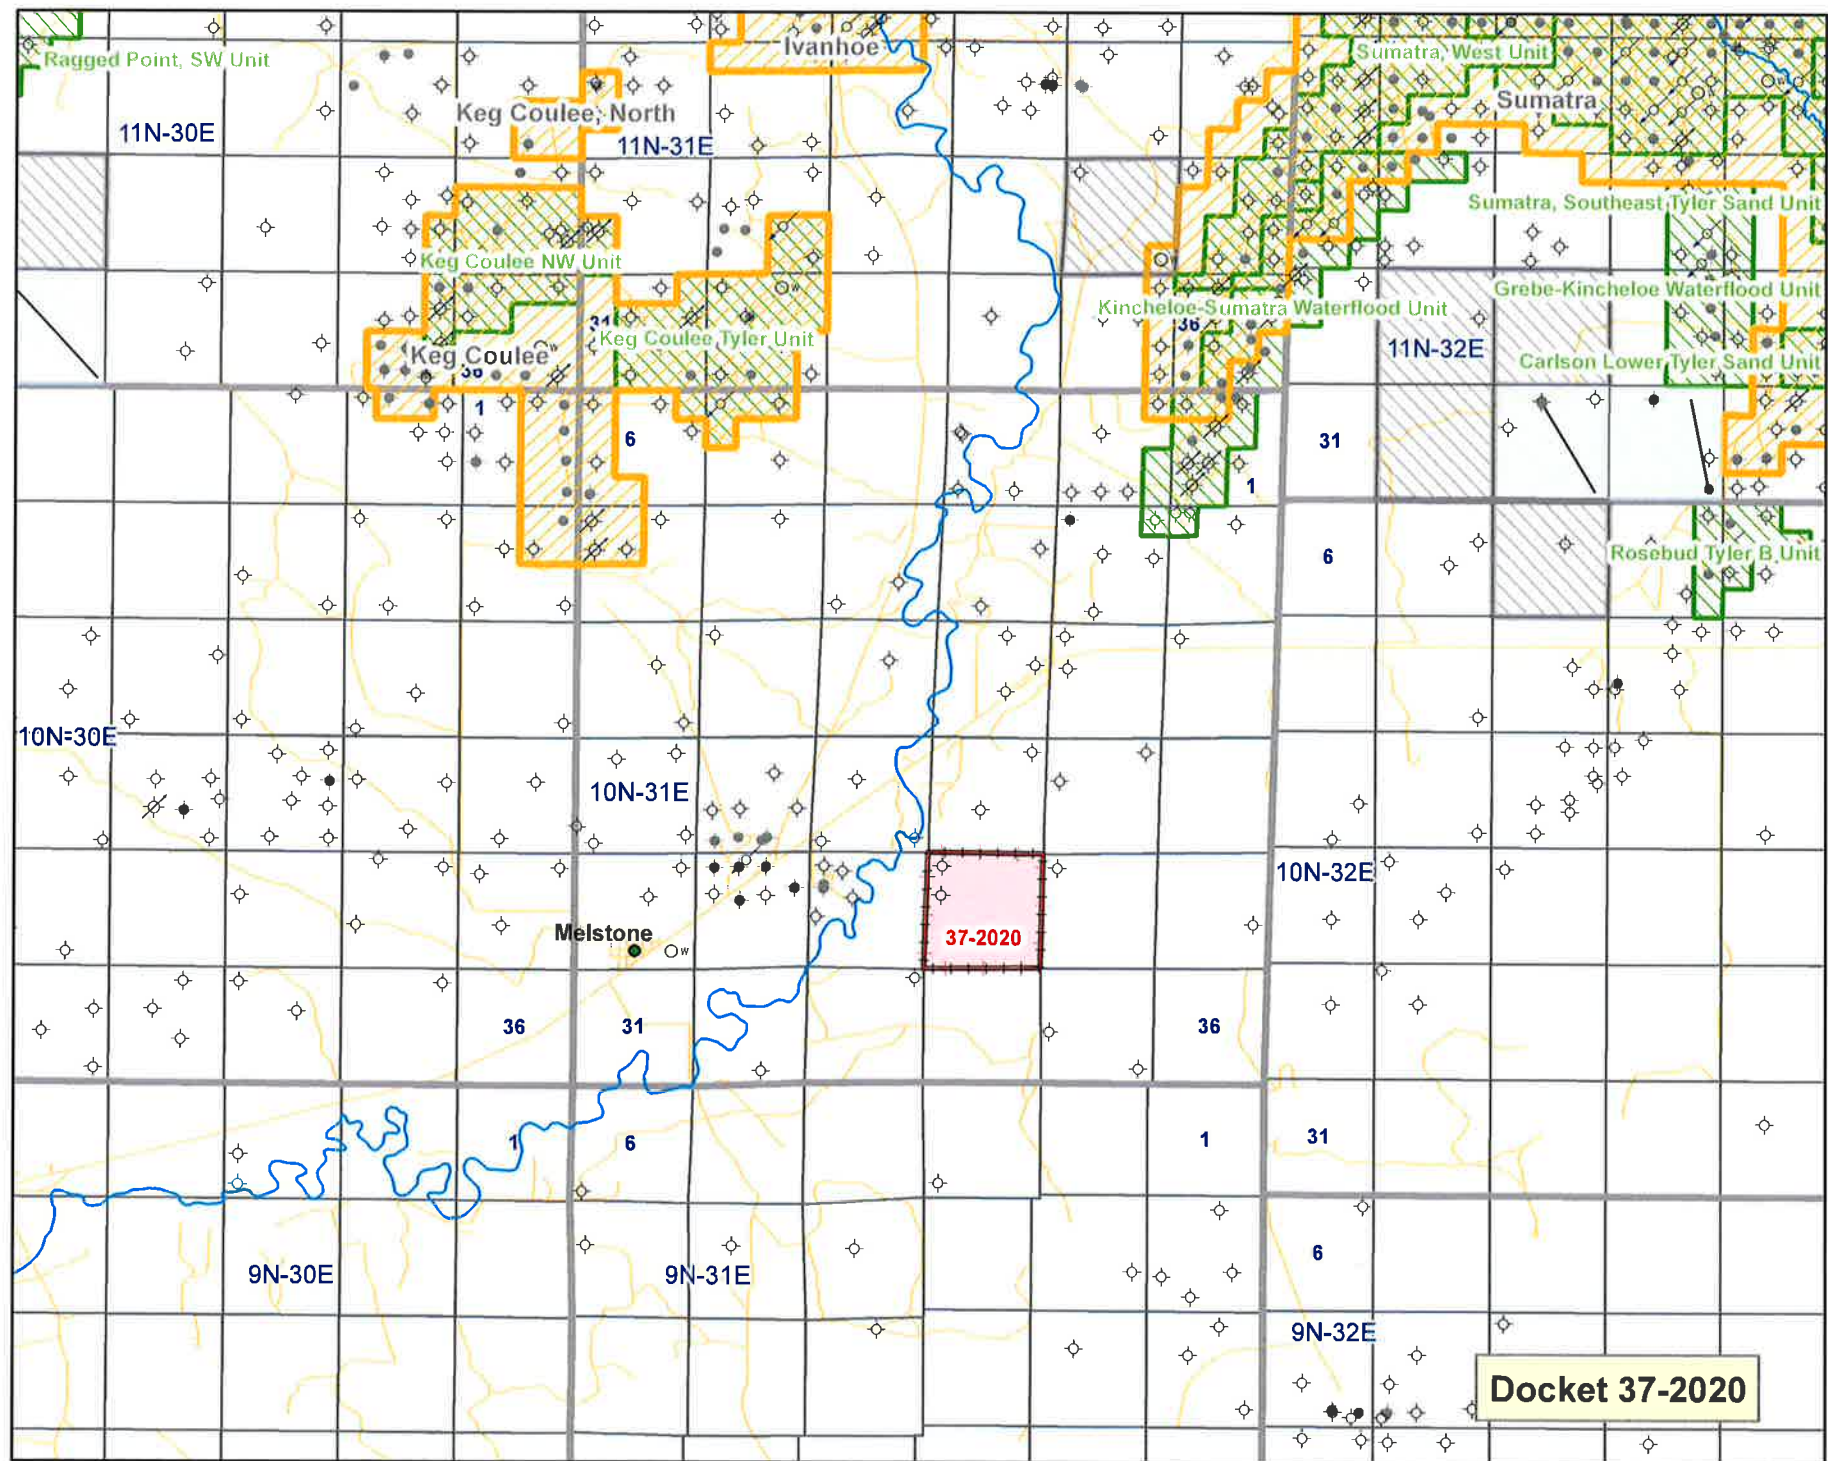 Ivanhoe
Ragged Point, SW Unit
Sumatra, West Unit
Sumatra
Keg Coulee, North
11N-30E
11N-31E
Sumatra, Southeast Tyler Sand Unit
Keg Coulee NW Unit
Grebe-Kincheloe Waterflood Unit
Kincheloe-Sumatra Waterflood Unit
31
36
Keg Coulee Tyler Unit
11N-32E
Keg Coulee
W
W
W
36
Carlson Lower Tyler Sand Unit
1
6
31
1
6
Rosebud Tyler B Unit
10N-30E
10N-31E
10N-32E
Melstone
W
37-2020
36
31
36
1
6
1
31
6
9N-30E
9N-31E
9N-32E
Docket 37-2020